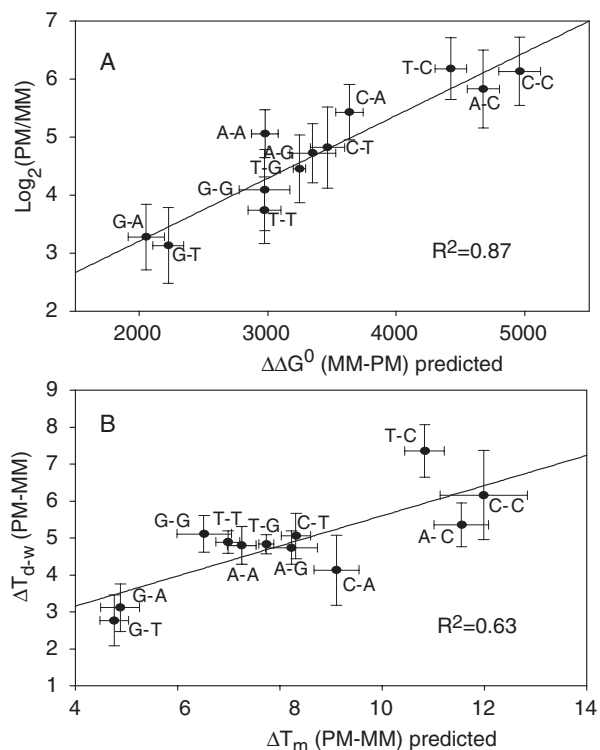 A
7
6
5
4
3
2
Log2(PM/MM)
T-C
A-C
C-C
C-A
A-A
A-G
C-T
T-G
G-G
T-T
G-A
G-T
R²=0.87
2000 3000 4000 5000
ΔΔG⁰ (MM-PM) predicted
B
9
8
7
6
5
4
3
2
1
ΔTd-w (PM-MM)
T-C
C-C
A-C
G-G
T-T
T-G
C-T
A-A
A-G
C-A
G-A
G-T
R²=0.63
4 6 8 10 12 14
ΔTm (PM-MM) predicted